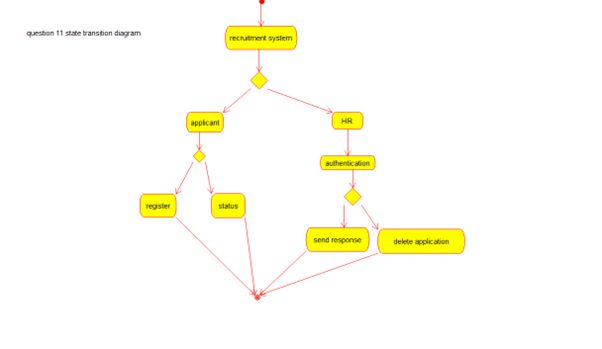 question 11 state transition diagram
recruitment system
applicant
HR
authentication
register
status
send response
delete application